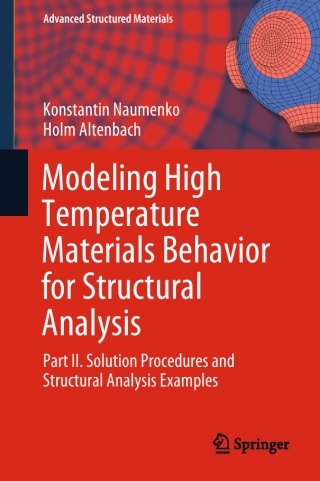 Advanced Structured Materials
Konstantin Naumenko
Holm Altenbach
Modeling High
Temperature
Materials Behavior
for Structural
Analysis
Part II. Solution Procedures and
Structural Analysis Examples
Springer